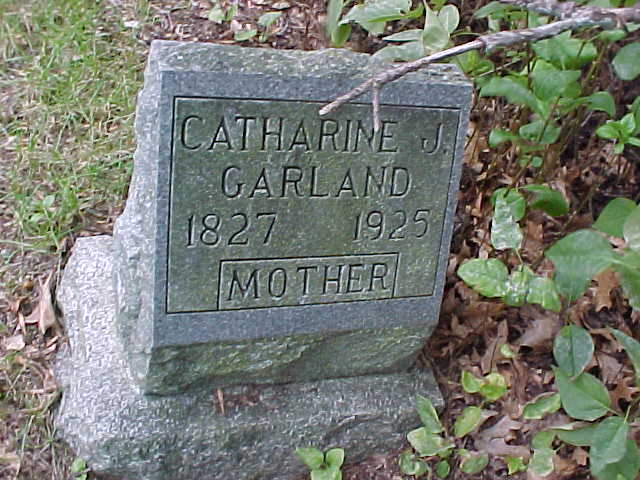 CATHARINE J.
GARLAND
1827 1925
MOTHER